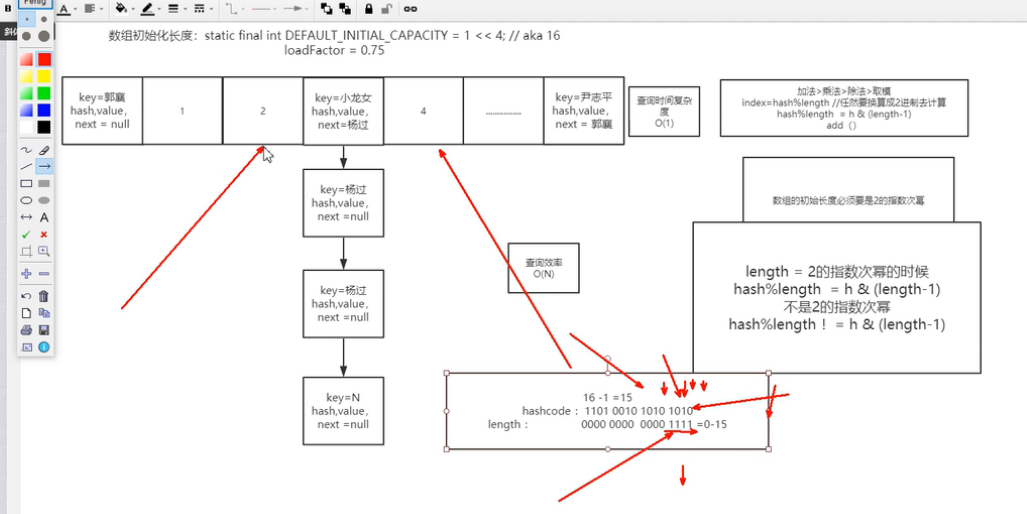 Pertig
B
A
斜
数组初始化长度：static final int DEFAULT_INITIAL_CAPACITY = 1 << 4; // aka 16
loadFactor = 0.75
key=郭襄
hash,value，
next = null
1
2
key=小龙女
hash,value，
next=杨过
4
................
key=尹志平
hash,value，
next = 郭襄
查询时间复杂
度
O(1)
加法>乘法>除法>取模
index=hash%length //任然要换算成2进制去计算
hash%length = h & (length-1)
add（）
key=杨过
hash,value，
next =null
key=杨过
hash,value，
next =null
key=N
hash,value，
next =null
查询效率
O(N)
数组的初始长度必须要是2的指数次幂
length = 2的指数次幂的时候
hash%length = h & (length-1)
不是2的指数次幂
hash%length！= h & (length-1)
16 -1 =15
hashcode：1101 0010 1010 1010
length： 0000 0000 0000 1111 =0-15
A